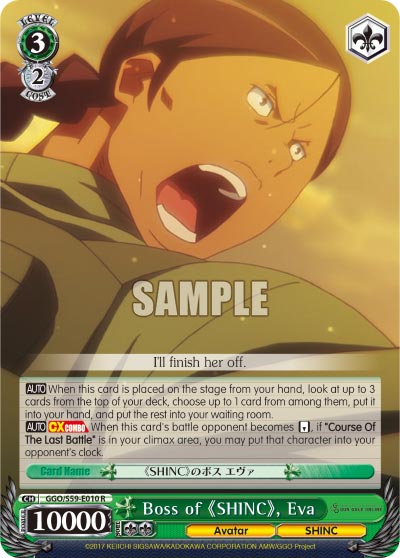 LEVEL
3
2
COST
SAMPLE
I'll finish her off.
AUTO When this card is placed on the stage from your hand, look at up to 3
cards from the top of your deck, choose up to 1 card from among them, put it
into your hand, and put the rest into your waiting room.
AUTO CX COMBO When this card's battle opponent becomes, if "Course Of
The Last Battle" is in your climax area, you may put that character into your
opponent's clock.
Card Name 《SHINC》のボス エヴァ
CH GGO/S59-E010 R
POWER 10000 SOUL Boss of 《SHINC》, Eva
Avatar SHINC
©2017 KEIICHI SIGSAWA/KADOKAWA CORPORATION AMW/GGO Project